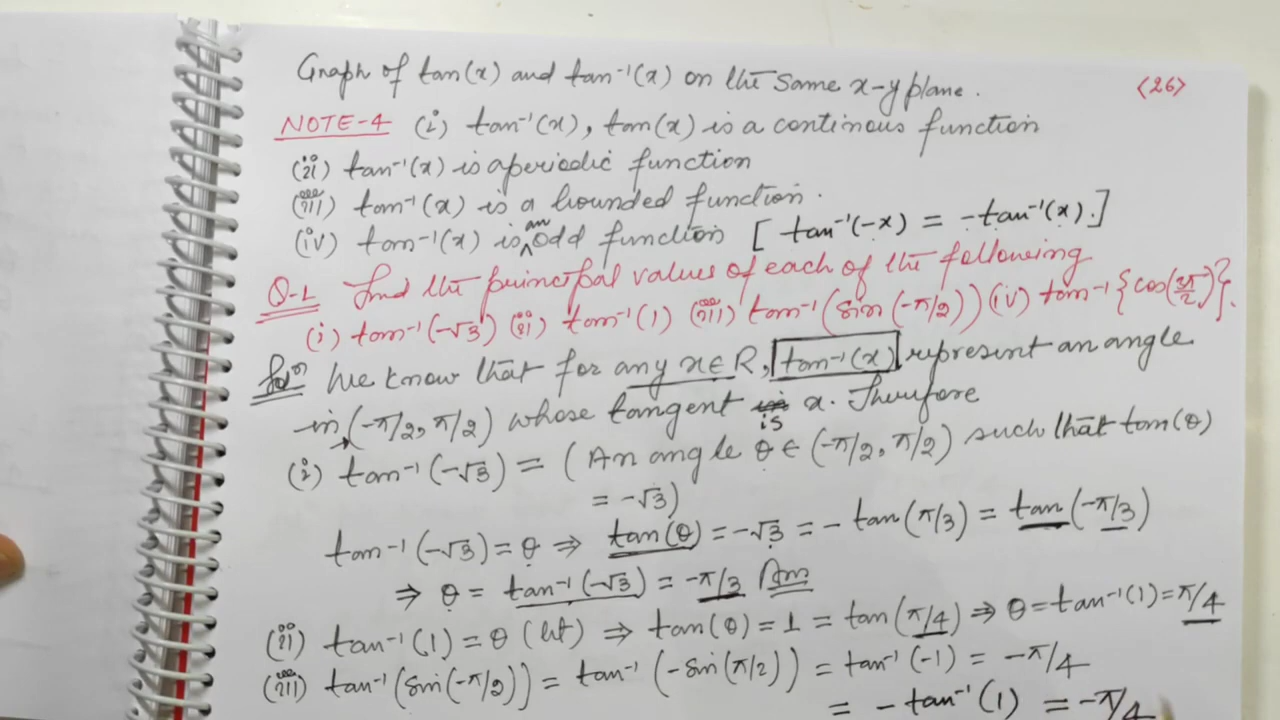 Graph of tan(x) and tan⁻¹(x) on the same x-y plane.
<26>
NOTE-4 (i) tan⁻¹(x), tan(x) is a continous function
(ii) tan⁻¹(x) is aperiodic function
(iii) tan⁻¹(x) is a bounded function.
(iv) tan⁻¹(x) is an odd function [tan⁻¹(-x) = -tan⁻¹(x).]
Q-1 Find the principal values of each of the following
(i) tan⁻¹(-√3) (ii) tan⁻¹(1) (iii) tan⁻¹(sin(-π/2)) (iv) tan⁻¹{cos(3π/2)}.
Solⁿ We know that for any x∈R, tan⁻¹(x) represent an angle
in (-π/2, π/2) whose tangent is x. Therefore
(i) tan⁻¹(-√3) = (An angle θ ∈ (-π/2, π/2) such that tan(θ)
= -√3)
tan⁻¹(-√3) = θ ⇒ tan(θ) = -√3 = - tan(π/3) = tan(-π/3)
⇒ θ = tan⁻¹(-√3) = -π/3 Ans
(ii) tan⁻¹(1) = θ (let) ⇒ tan(θ) = 1 = tan(π/4) ⇒ θ = tan⁻¹(1) = π/4
(iii) tan⁻¹(sin(-π/2)) = tan⁻¹(-sin(π/2)) = tan⁻¹(-1) = -π/4
= - tan⁻¹(1) = -π/4